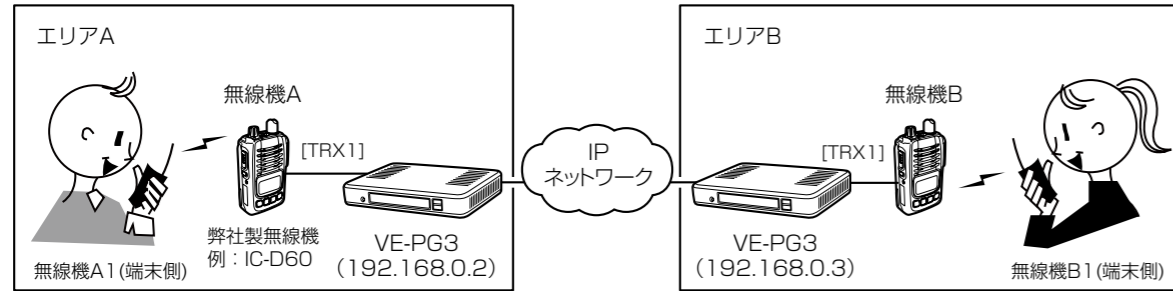 エリアA
無線機A
[TRX1]
弊社製無線機
例：IC-D60
無線機A1(端末側)
VE-PG3
（192.168.0.2）
IP
ネットワーク
エリアB
無線機B
[TRX1]
VE-PG3
（192.168.0.3）
無線機B1(端末側)